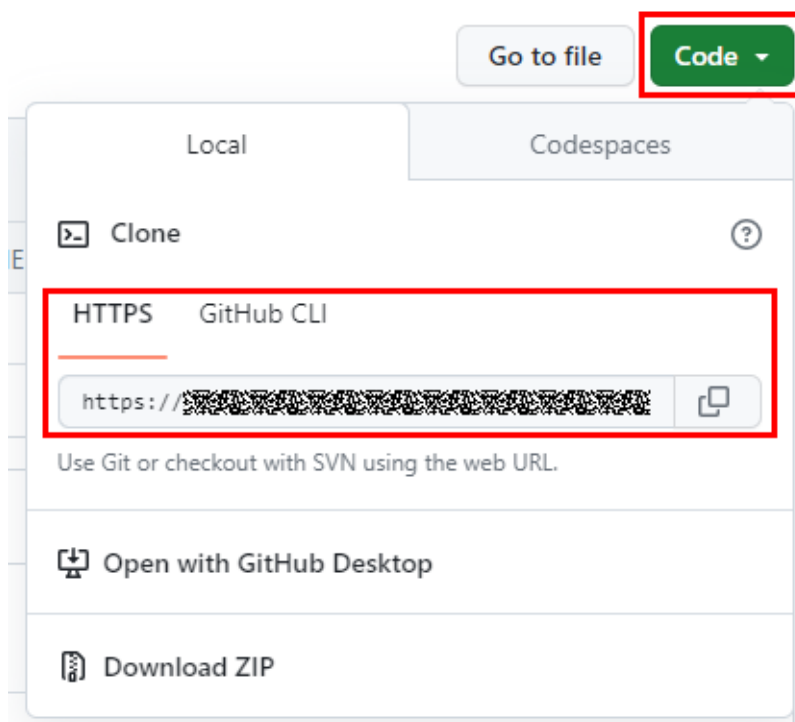 Go to file
Code
Local
Codespaces
Clone
HTTPS
GitHub CLI
https://
Use Git or checkout with SVN using the web URL.
Open with GitHub Desktop
Download ZIP